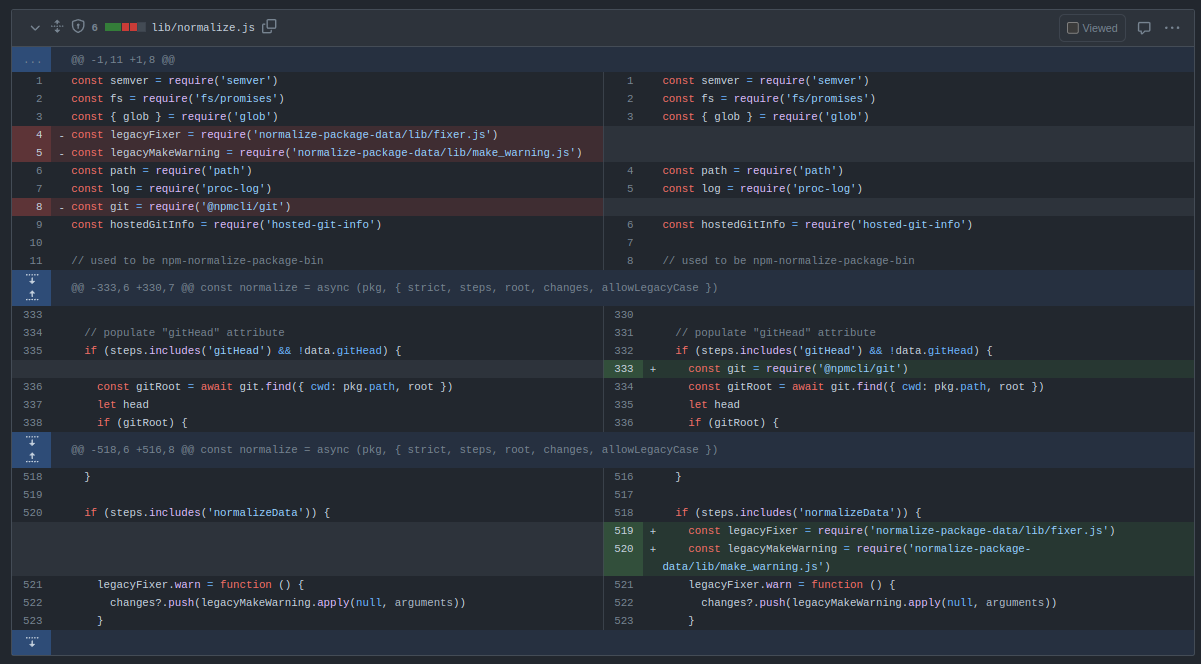 6 lib/normalize.js Viewed ...
... @@ -1,11 +1,8 @@
1 const semver = require('semver') 1 const semver = require('semver')
2 const fs = require('fs/promises') 2 const fs = require('fs/promises')
3 const { glob } = require('glob') 3 const { glob } = require('glob')
4 - const legacyFixer = require('normalize-package-data/lib/fixer.js')
5 - const legacyMakeWarning = require('normalize-package-data/lib/make_warning.js')
6 const path = require('path') 4 const path = require('path')
7 const log = require('proc-log') 5 const log = require('proc-log')
8 - const git = require('@npmcli/git')
9 const hostedGitInfo = require('hosted-git-info') 6 const hostedGitInfo = require('hosted-git-info')
10 7
11 // used to be npm-normalize-package-bin 8 // used to be npm-normalize-package-bin
@@ -333,6 +330,7 @@ const normalize = async (pkg, { strict, steps, root, changes, allowLegacyCase })
333 330
334 // populate "gitHead" attribute 331 // populate "gitHead" attribute
335 if (steps.includes('gitHead') && !data.gitHead) { 332 if (steps.includes('gitHead') && !data.gitHead) {
333 + const git = require('@npmcli/git')
336 const gitRoot = await git.find({ cwd: pkg.path, root }) 334 const gitRoot = await git.find({ cwd: pkg.path, root })
337 let head 335 let head
338 if (gitRoot) { 336 if (gitRoot) {
@@ -518,6 +516,8 @@ const normalize = async (pkg, { strict, steps, root, changes, allowLegacyCase })
518 } 516 }
519 517
520 if (steps.includes('normalizeData')) { 518 if (steps.includes('normalizeData')) {
519 + const legacyFixer = require('normalize-package-data/lib/fixer.js')
520 + const legacyMakeWarning = require('normalize-package-
data/lib/make_warning.js')
521 legacyFixer.warn = function () { 521 legacyFixer.warn = function () {
522 changes?.push(legacyMakeWarning.apply(null, arguments)) 522 changes?.push(legacyMakeWarning.apply(null, arguments))
523 } 523 }